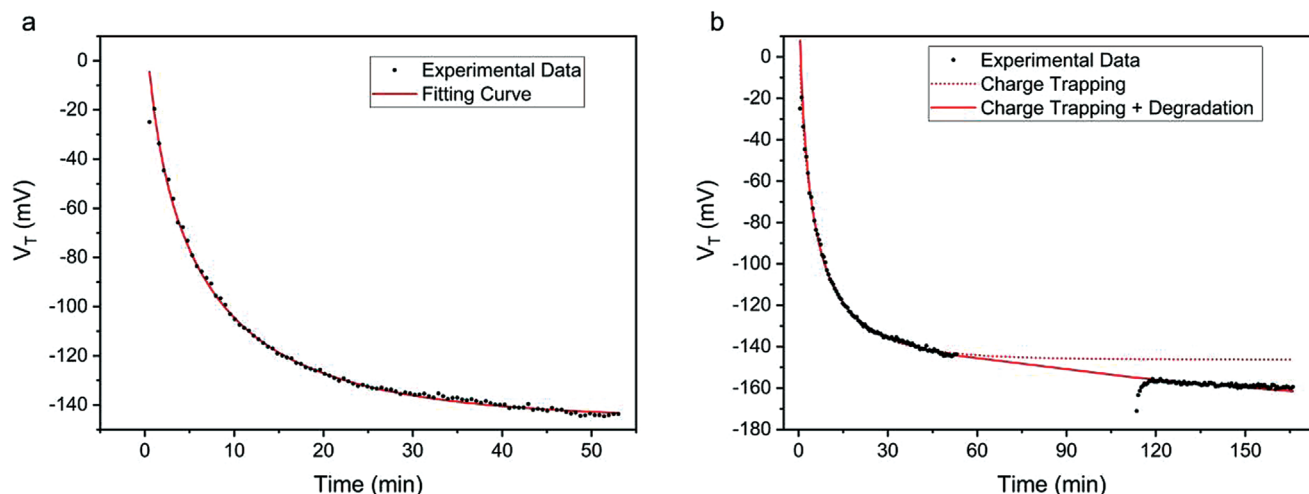 a
0
-20
-40
-60
-80
-100
-120
-140
V_T (mV)
0 10 20 30 40 50
Time (min)
Experimental Data
Fitting Curve
b
0
-20
-40
-60
-80
-100
-120
-140
-160
-180
V_T (mV)
0 30 60 90 120 150
Time (min)
Experimental Data
Charge Trapping
Charge Trapping + Degradation